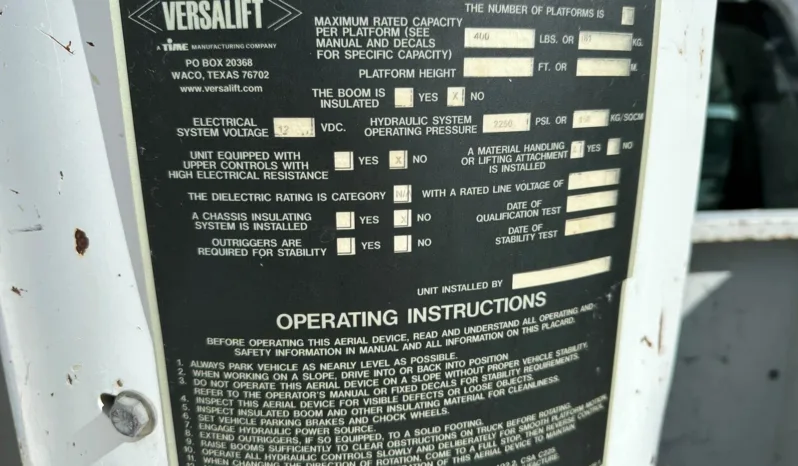 VERSALIFT
A TIME MANUFACTURING COMPANY
PO BOX 20368
WACO, TEXAS 76702
www.versalift.com
THE NUMBER OF PLATFORMS IS
MAXIMUM RATED CAPACITY
PER PLATFORM (SEE 400 LBS. OR KG.
MANUAL AND DECALS
FOR SPECIFIC CAPACITY)
PLATFORM HEIGHT FT. OR M.
THE BOOM IS
INSULATED YES X NO
ELECTRICAL
SYSTEM VOLTAGE 12 VDC.
HYDRAULIC SYSTEM
OPERATING PRESSURE 2250 PSI. OR KG/SQCM
UNIT EQUIPPED WITH
UPPER CONTROLS WITH YES X NO
HIGH ELECTRICAL RESISTANCE
A MATERIAL HANDLING
OR LIFTING ATTACHMENT YES NO
IS INSTALLED
THE DIELECTRIC RATING IS CATEGORY N/A WITH A RATED LINE VOLTAGE OF
A CHASSIS INSULATING
SYSTEM IS INSTALLED YES X NO
DATE OF
QUALIFICATION TEST
OUTRIGGERS ARE
REQUIRED FOR STABILITY YES NO
DATE OF
STABILITY TEST
UNIT INSTALLED BY
OPERATING INSTRUCTIONS
BEFORE OPERATING THIS AERIAL DEVICE, READ AND UNDERSTAND ALL OPERATING AND
SAFETY INFORMATION IN MANUAL AND ALL INFORMATION ON THIS PLACARD.
1. ALWAYS PARK VEHICLE AS NEARLY LEVEL AS POSSIBLE.
2. WHEN WORKING ON A SLOPE, DRIVE INTO OR BACK INTO POSITION
3. DO NOT OPERATE THIS AERIAL DEVICE ON A SLOPE WITHOUT PROPER VEHICLE STABILITY.
REFER TO THE OPERATOR'S MANUAL OR FIXED DECALS FOR STABILITY REQUIREMENTS.
4. INSPECT THIS AERIAL DEVICE FOR VISIBLE DEFECTS OR LOOSE OBJECTS.
5. INSPECT INSULATED BOOM AND OTHER INSULATING MATERIAL FOR CLEANLINESS.
6. SET VEHICLE PARKING BRAKES AND CHOCK WHEELS.
7. ENGAGE HYDRAULIC POWER SOURCE.
8. EXTEND OUTRIGGERS, IF SO EQUIPPED, TO A SOLID FOOTING.
9. RAISE BOOMS SUFFICIENTLY TO CLEAR OBSTRUCTIONS ON TRUCK BEFORE ROTATING.
10. OPERATE ALL HYDRAULIC CONTROLS SLOWLY AND DELIBERATELY FOR SMOOTH PLATFORM MOTION.
11. WHEN CHANGING THE DIRECTION OF ROTATION, COME TO A FULL STOP, THEN REVERSE CONTROL
OF THIS AERIAL DEVICE TO MAINTAIN
CSA C225